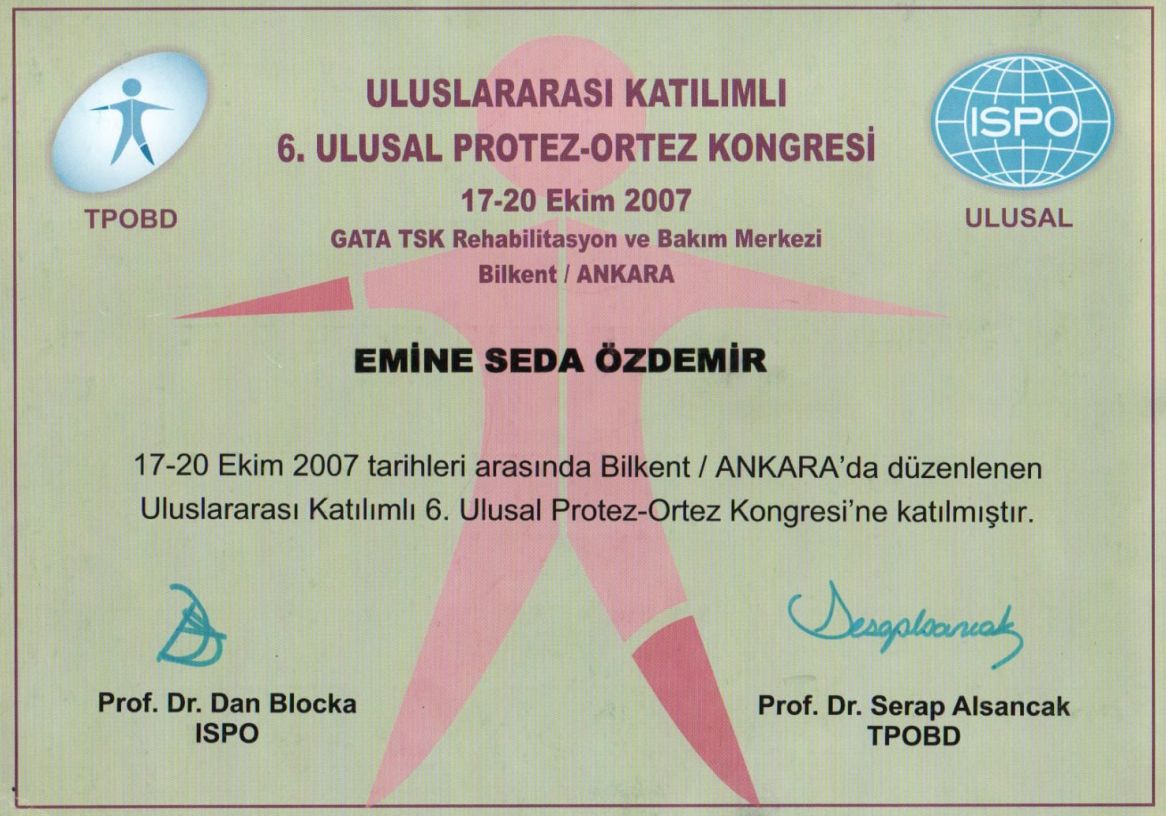 ULUSLARARASI KATILIMLI
6. ULUSAL PROTEZ-ORTEZ KONGRESİ
17-20 Ekim 2007
GATA TSK Rehabilitasyon ve Bakım Merkezi
Bilkent / ANKARA
TPOBD
ISPO
ULUSAL
EMİNE SEDA ÖZDEMİR
17-20 Ekim 2007 tarihleri arasında Bilkent / ANKARA'da düzenlenen
Uluslararası Katılımlı 6. Ulusal Protez-Ortez Kongresi'ne katılmıştır.
Prof. Dr. Dan Blocka
ISPO
Prof. Dr. Serap Alsancak
TPOBD